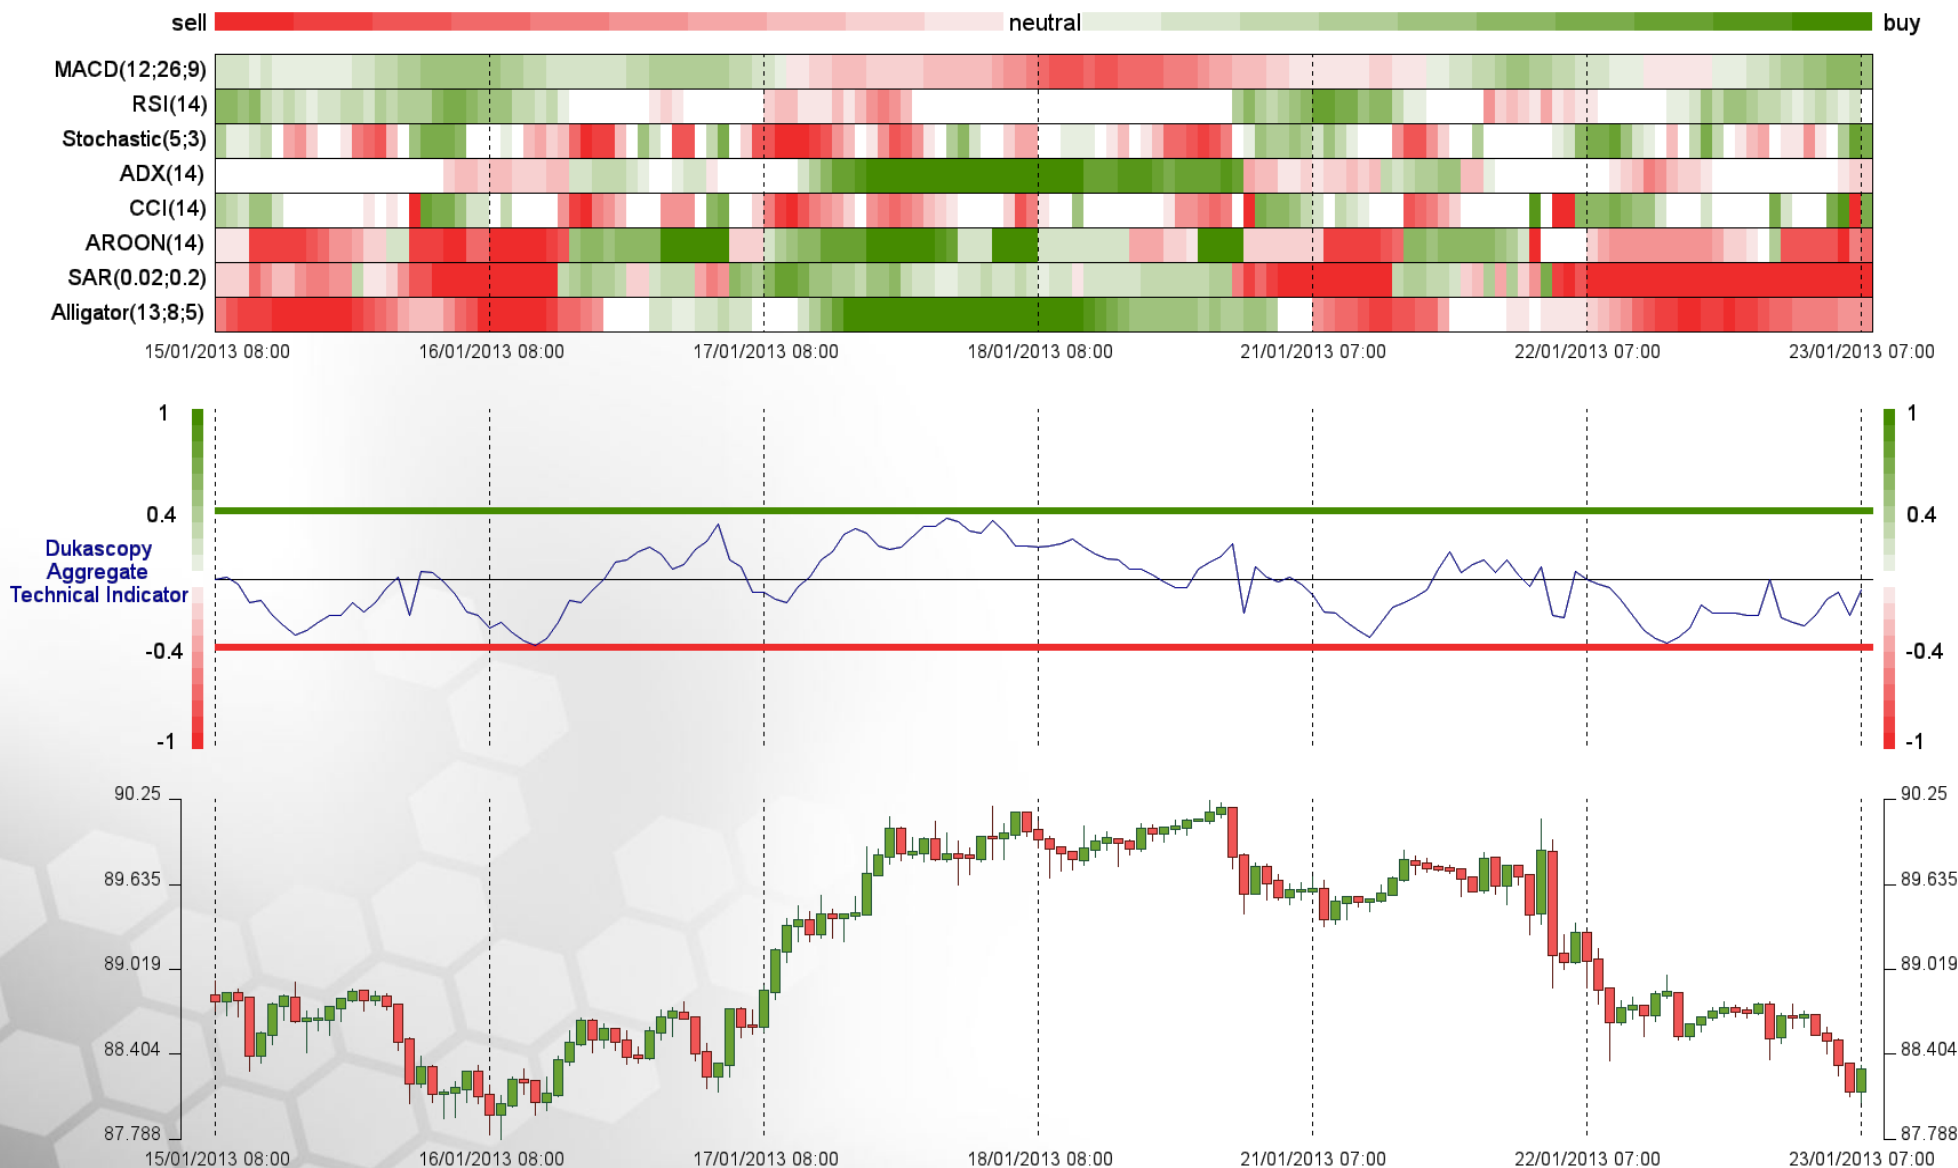 sell neutral buy
MACD(12;26;9)
RSI(14)
Stochastic(5;3)
ADX(14)
CCI(14)
AROON(14)
SAR(0.02;0.2)
Alligator(13;8;5)
15/01/2013 08:00 16/01/2013 08:00 17/01/2013 08:00 18/01/2013 08:00 21/01/2013 07:00 22/01/2013 07:00 23/01/2013 07:00
1 1
0.4 0.4
Dukascopy
Aggregate
Technical Indicator
-0.4 -0.4
-1 -1
90.25 90.25
89.635 89.635
89.019 89.019
88.404 88.404
87.788 87.788
15/01/2013 08:00 16/01/2013 08:00 17/01/2013 08:00 18/01/2013 08:00 21/01/2013 07:00 22/01/2013 07:00 23/01/2013 07:00